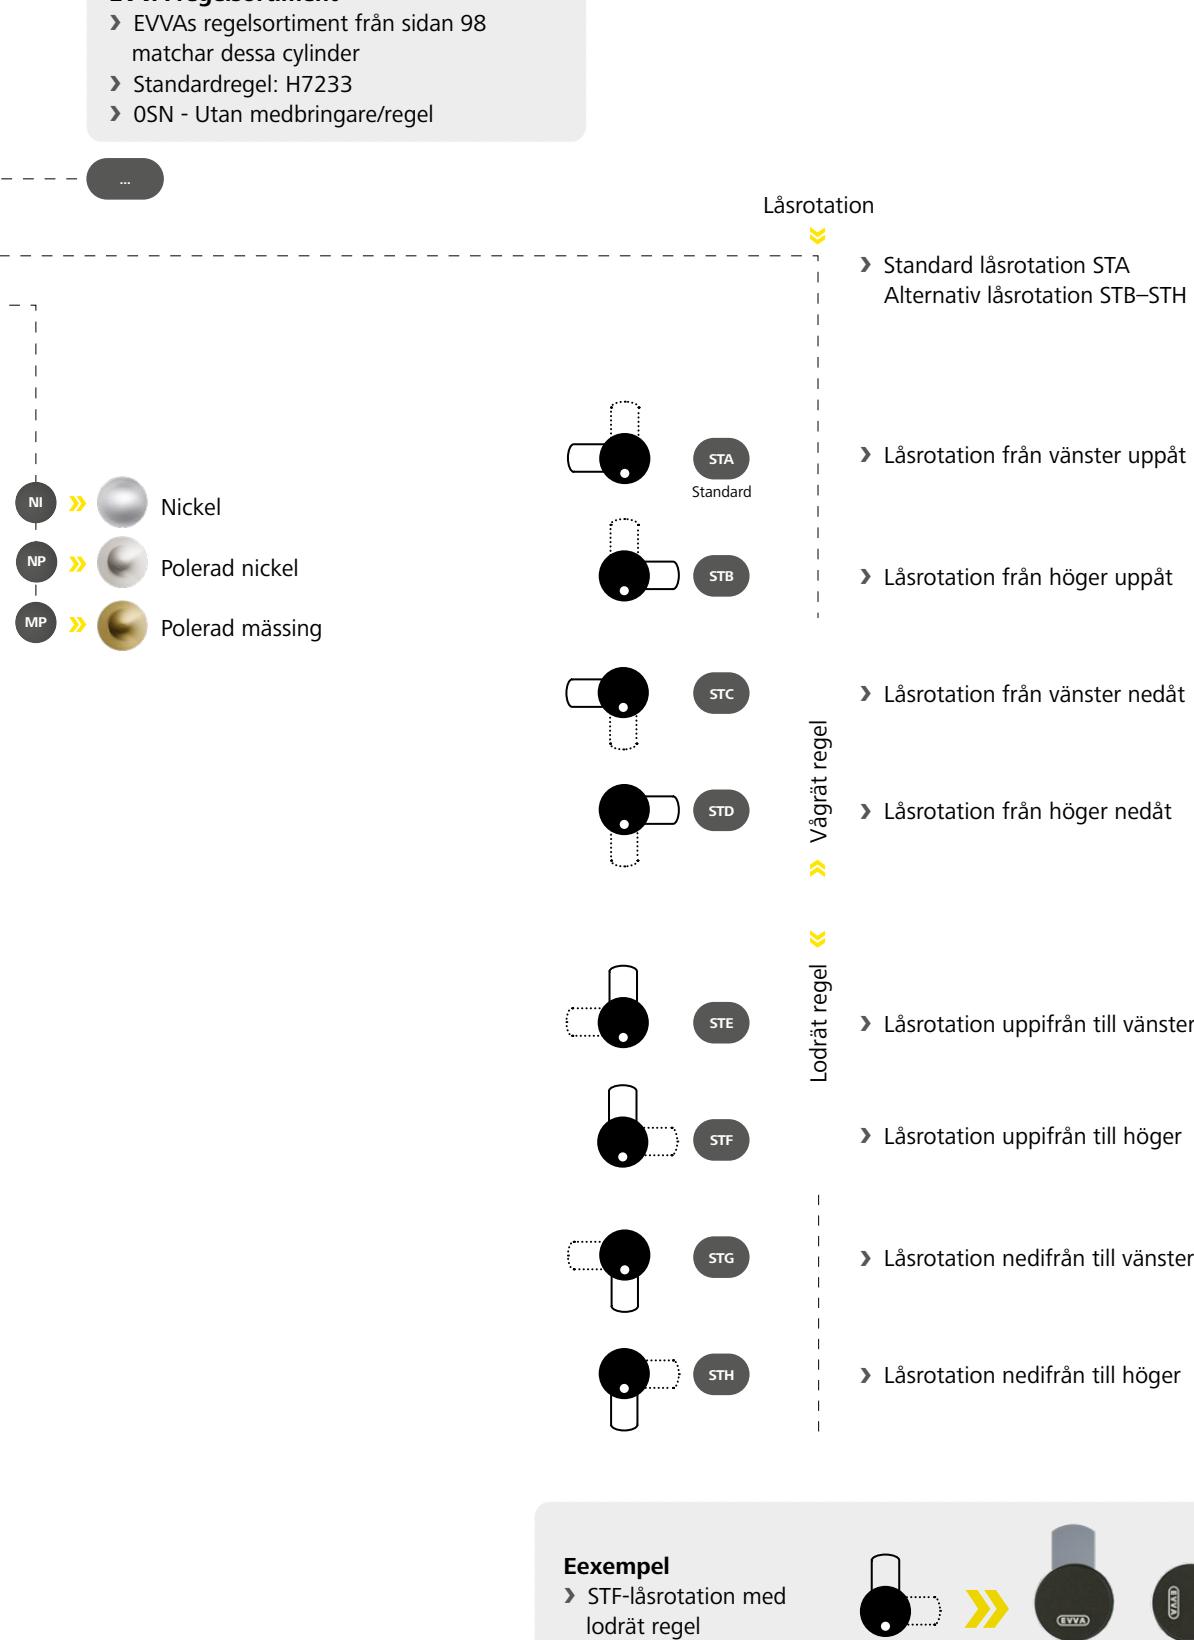 › EVVAs regelsortiment från sidan 98
matchar dessa cylinder
› Standardregel: H7233
› 0SN - Utan medbringare/regel
...
Låsrotation
› Standard låsrotation STA
Alternativ låsrotation STB–STH
STA
Standard
› Låsrotation från vänster uppåt
NI
Nickel
STB
› Låsrotation från höger uppåt
NP
Polerad nickel
MP
Polerad mässing
STC
› Låsrotation från vänster nedåt
Vågrät regel
STD
› Låsrotation från höger nedåt
Lodrät regel
STE
› Låsrotation uppifrån till vänster
STF
› Låsrotation uppifrån till höger
STG
› Låsrotation nedifrån till vänster
STH
› Låsrotation nedifrån till höger
Eexempel
› STF-låsrotation med
lodrät regel
EVVA
EVVA